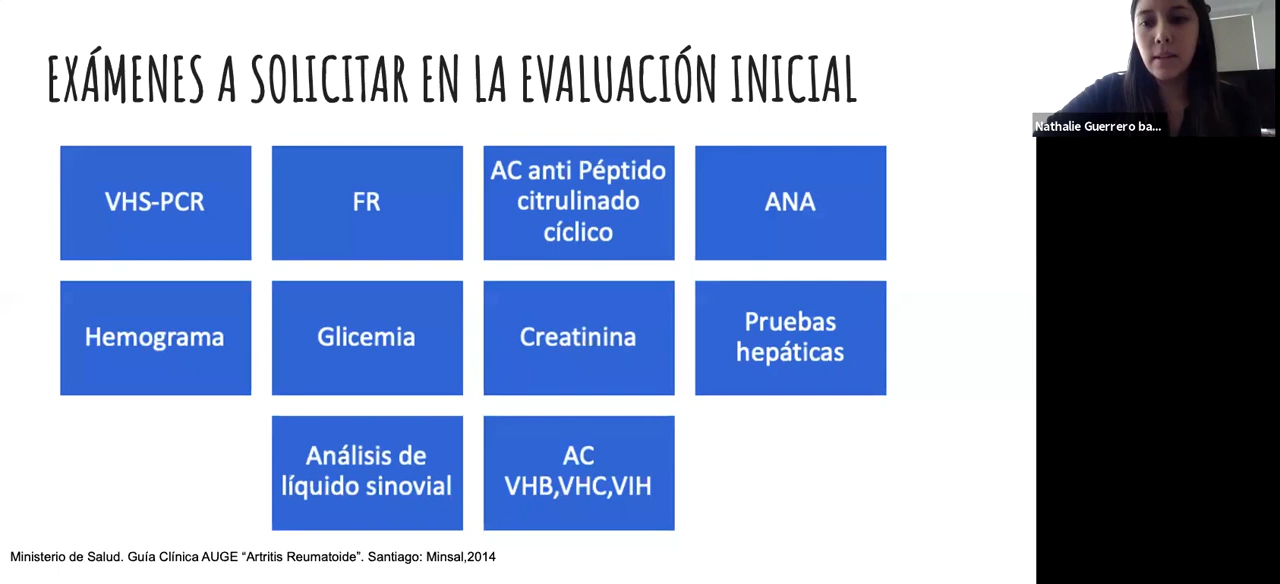 EXÁMENES A SOLICITAR EN LA EVALUACIÓN INICIAL
Nathalie Guerrero ba...
VHS-PCR
FR
AC anti Péptido
citrulinado
cíclico
ANA
Hemograma
Glicemia
Creatinina
Pruebas
hepáticas
Análisis de
líquido sinovial
AC
VHB,VHC,VIH
Ministerio de Salud. Guía Clínica AUGE “Artritis Reumatoide”. Santiago: Minsal,2014